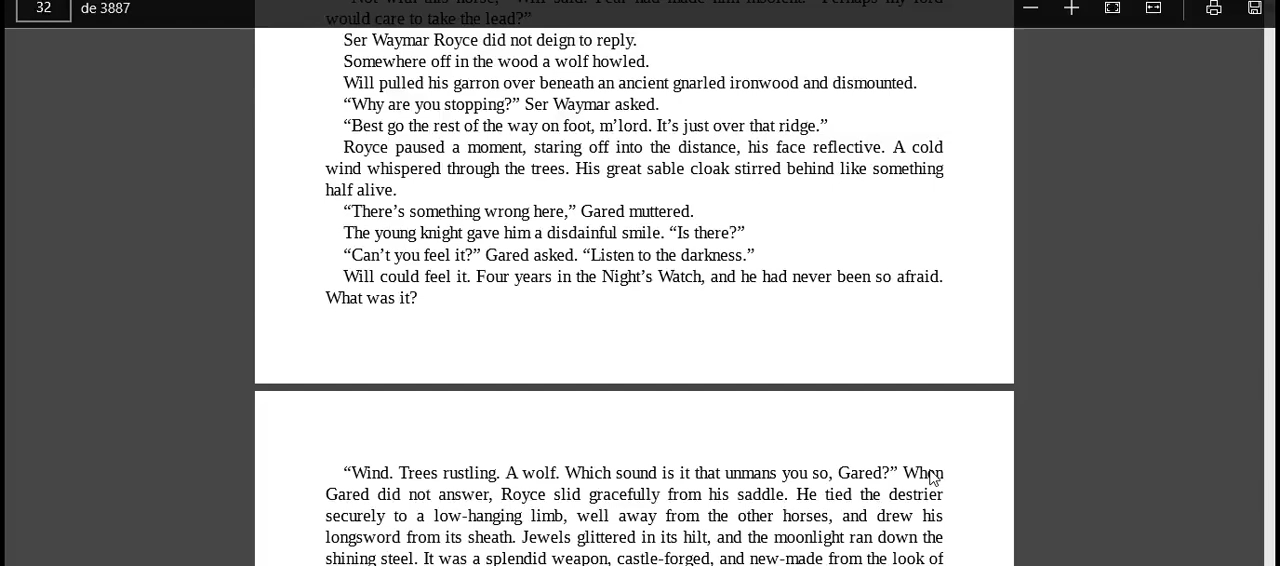 32 de 3887
would care to take the lead?”
Ser Waymar Royce did not deign to reply.
Somewhere off in the wood a wolf howled.
Will pulled his garron over beneath an ancient gnarled ironwood and dismounted.
“Why are you stopping?” Ser Waymar asked.
“Best go the rest of the way on foot, m’lord. It’s just over that ridge.”
Royce paused a moment, staring off into the distance, his face reflective. A cold
wind whispered through the trees. His great sable cloak stirred behind like something
half alive.
“There’s something wrong here,” Gared muttered.
The young knight gave him a disdainful smile. “Is there?”
“Can’t you feel it?” Gared asked. “Listen to the darkness.”
Will could feel it. Four years in the Night’s Watch, and he had never been so afraid.
What was it?
“Wind. Trees rustling. A wolf. Which sound is it that unmans you so, Gared?” When
Gared did not answer, Royce slid gracefully from his saddle. He tied the destrier
securely to a low-hanging limb, well away from the other horses, and drew his
longsword from its sheath. Jewels glittered in its hilt, and the moonlight ran down the
shining steel. It was a splendid weapon, castle-forged, and new-made from the look of